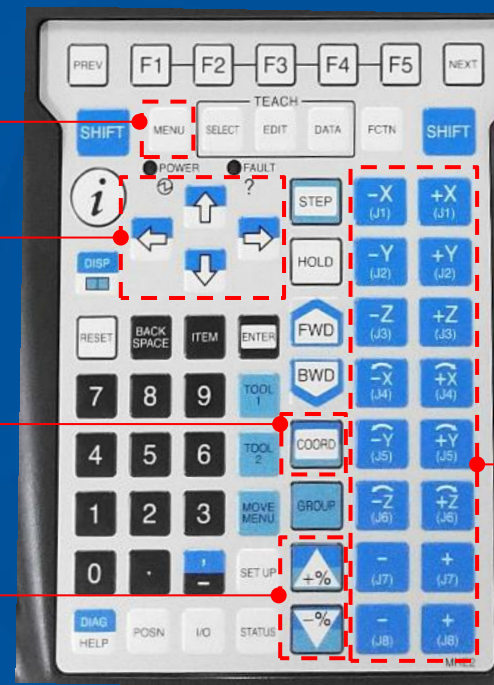 PREV F1 F2 F3 F4 F5 NEXT
TEACH
SHIFT MENU SELECT EDIT DATA FCTN SHIFT
POWER FAULT
i ? STEP -X (J1) +X (J1)
DISP HOLD -Y (J2) +Y (J2)
RESET BACK SPACE ITEM ENTER FWD -Z (J3) +Z (J3)
7 8 9 TOOL 1 BWD -X (J4) +X (J4)
4 5 6 TOOL 2 COORD -Y (J5) +Y (J5)
1 2 3 MOVE MENU GROUP -Z (J6) +Z (J6)
0 . , - SET UP +% - (J7) + (J7)
DIAG HELP POSN I/O STATUS -% - (J8) + (J8)